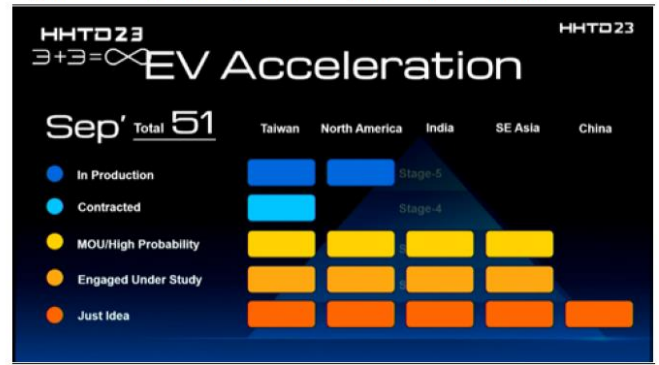 HHTD23
HHTD23
3+3=∞
EV Acceleration
Sep' Total 51
Taiwan North America India SE Asia China
In Production
Stage-5
Contracted
Stage-4
MOU/High Probability
S
Engaged Under Study
S
Just Idea